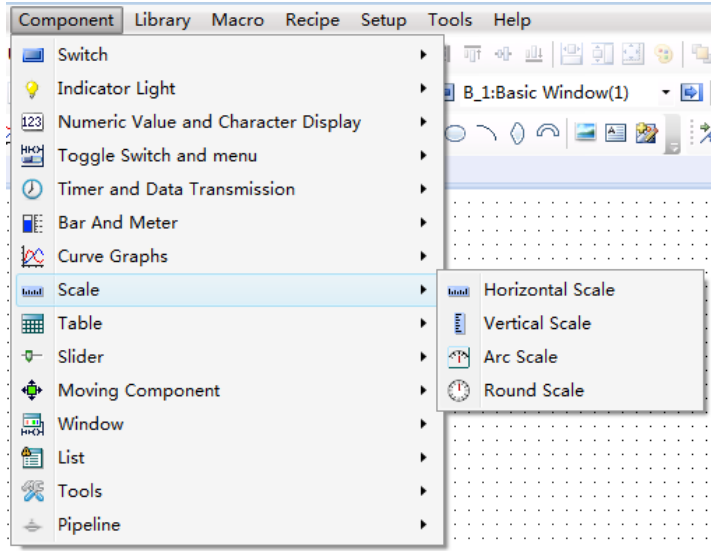 Component Library Macro Recipe Setup Tools Help
Switch
Indicator Light
B_1:Basic Window(1)
123 Numeric Value and Character Display
Toggle Switch and menu
Timer and Data Transmission
Bar And Meter
Curve Graphs
Scale
Horizontal Scale
Table
Vertical Scale
Slider
Arc Scale
Moving Component
Round Scale
Window
List
Tools
Pipeline